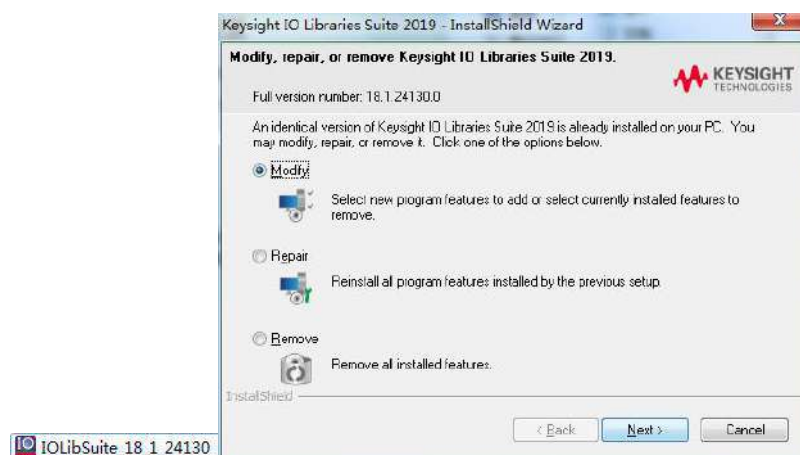 Keysight IO Libraries Suite 2019 - InstallShield Wizard
Modify, repair, or remove Keysight IO Libraries Suite 2019.
KEYSIGHT
TECHNOLOGIES
Full version number: 18.1.24130.0
An identical version of Keysight IO Libraries Suite 2019 is already installed on your PC. You
may modify, repair, or remove it. Click one of the options below.
Modify
Select new program features to add or select currently installed features to
remove.
Repair
Reinstall all program features installed by the previous setup.
Remove
Remove all installed features.
InstallShield
< Back
Next >
Cancel
IOLibSuite 18 1 24130